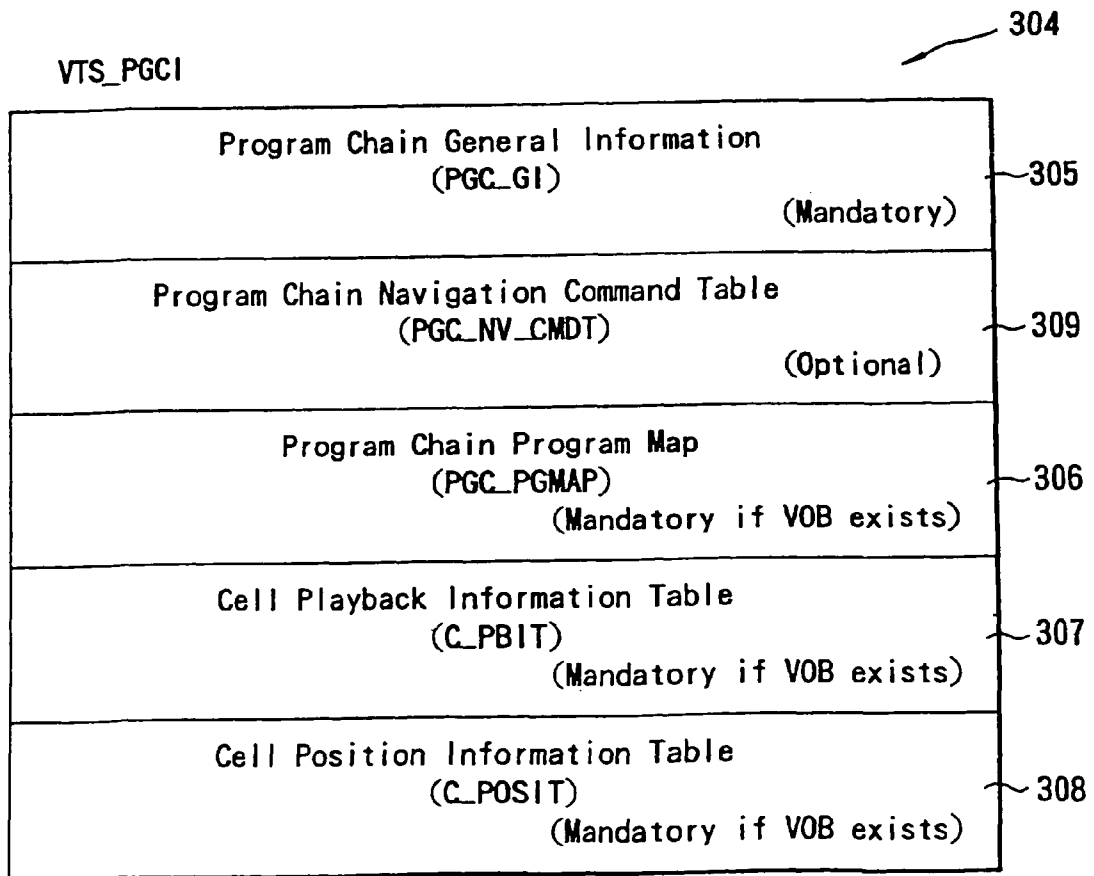 304
VTS_PGCI
Program Chain General Information
(PGC_GI)
(Mandatory)
305
Program Chain Navigation Command Table
(PGC_NV_CMDT)
(Optional)
309
Program Chain Program Map
(PGC_PGMAP)
(Mandatory if VOB exists)
306
Cell Playback Information Table
(C_PBIT)
(Mandatory if VOB exists)
307
Cell Position Information Table
(C_POSIT)
(Mandatory if VOB exists)
308